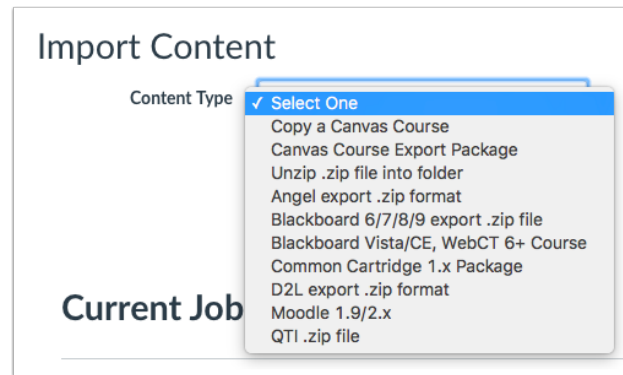 Import Content
Content Type
✓ Select One
Copy a Canvas Course
Canvas Course Export Package
Unzip .zip file into folder
Angel export .zip format
Blackboard 6/7/8/9 export .zip file
Blackboard Vista/CE, WebCT 6+ Course
Common Cartridge 1.x Package
D2L export .zip format
Moodle 1.9/2.x
QTI .zip file
Current Job